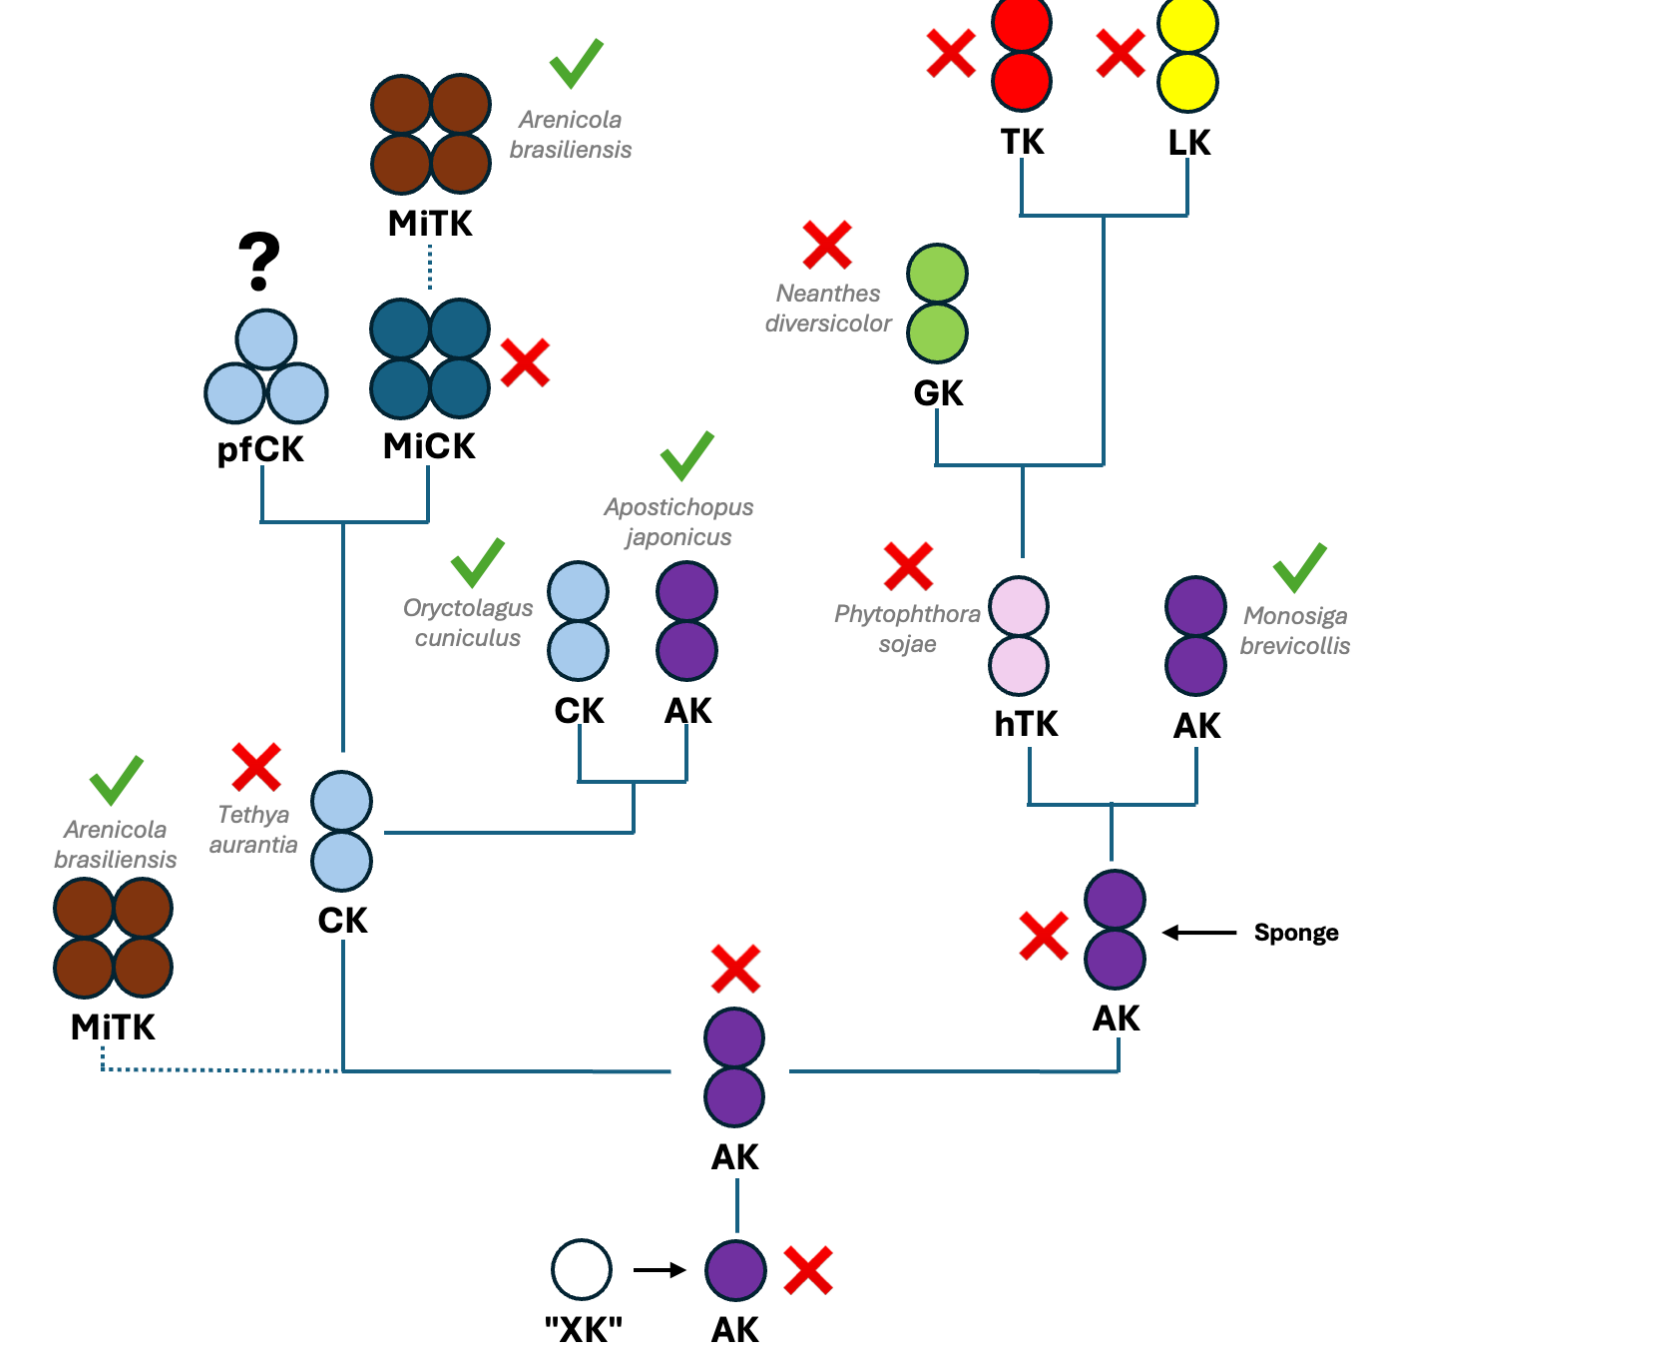 TK
LK
Arenicola
brasiliensis
MiTK
?
Neanthes
diversicolor
GK
pfCK
MiCK
Apostichopus
japonicus
Oryctolagus
cuniculus
CK
AK
Phytophthora
sojae
hTK
Monosiga
brevicollis
AK
Arenicola
brasiliensis
MiTK
Tethya
aurantia
CK
Sponge
AK
AK
"XK"
AK